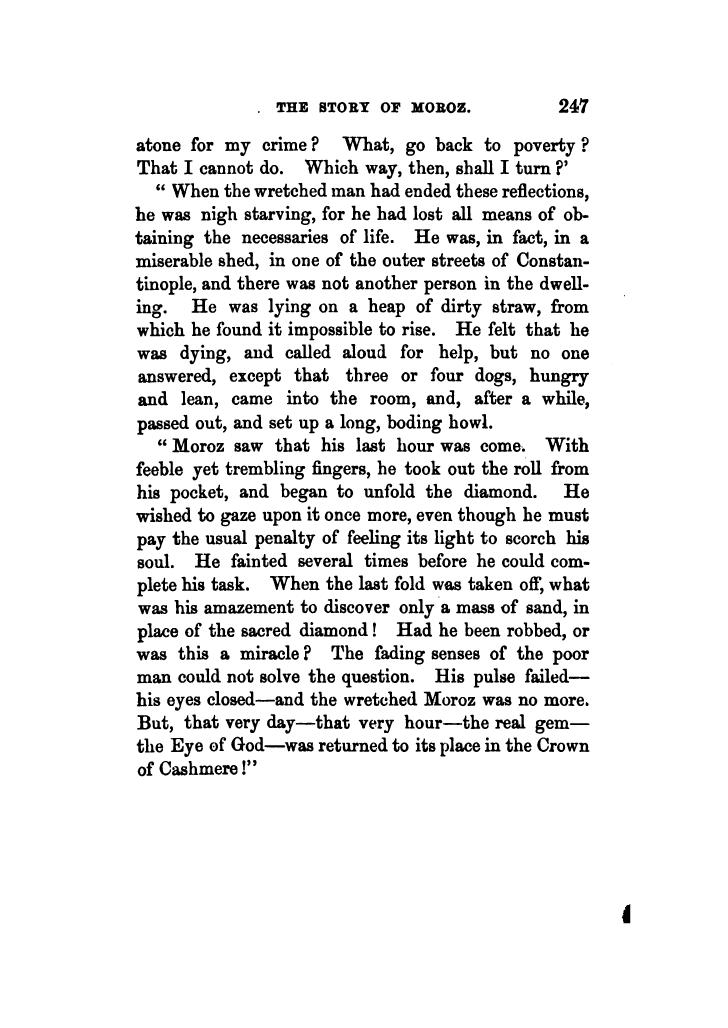 THE STORY OF MOROZ. 247
atone for my crime? What, go back to poverty?
That I cannot do. Which way, then, shall I turn?'
“ When the wretched man had ended these reflections,
he was nigh starving, for he had lost all means of ob-
taining the necessaries of life. He was, in fact, in a
miserable shed, in one of the outer streets of Constan-
tinople, and there was not another person in the dwell-
ing. He was lying on a heap of dirty straw, from
which he found it impossible to rise. He felt that he
was dying, and called aloud for help, but no one
answered, except that three or four dogs, hungry
and lean, came into the room, and, after a while,
passed out, and set up a long, boding howl.
“ Moroz saw that his last hour was come. With
feeble yet trembling fingers, he took out the roll from
his pocket, and began to unfold the diamond. He
wished to gaze upon it once more, even though he must
pay the usual penalty of feeling its light to scorch his
soul. He fainted several times before he could com-
plete his task. When the last fold was taken off, what
was his amazement to discover only a mass of sand, in
place of the sacred diamond! Had he been robbed, or
was this a miracle? The fading senses of the poor
man could not solve the question. His pulse failed—
his eyes closed—and the wretched Moroz was no more.
But, that very day—that very hour—the real gem—
the Eye of God—was returned to its place in the Crown
of Cashmere!”